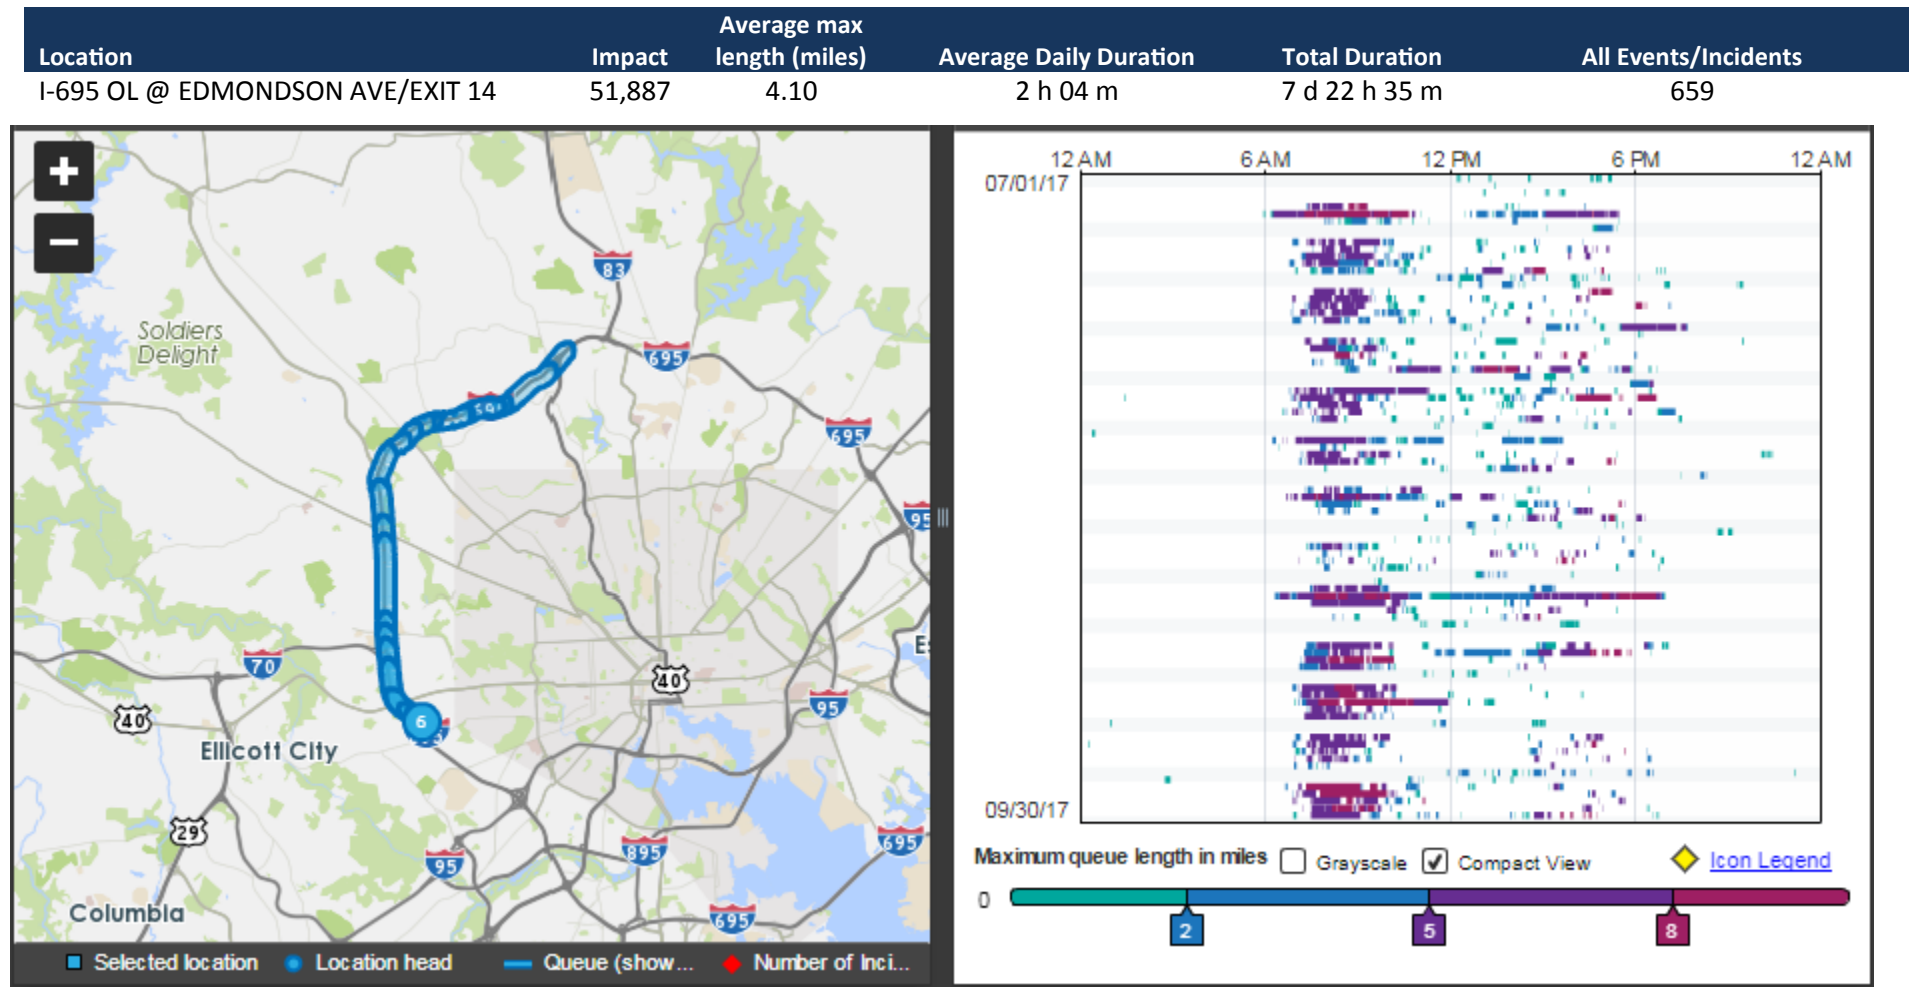 Average max
Location Impact length (miles) Average Daily Duration Total Duration All Events/Incidents
I-695 OL @ EDMONDSON AVE/EXIT 14 51,887 4.10 2 h 04 m 7 d 22 h 35 m 659
+
−
83
Soldiers
Delight
695
695
95
70
40
40
95
E
6
Ellicott City
29
95
895
695
Columbia
695
Selected location Location head Queue (show... Number of Inci...
12 AM 6 AM 12 PM 6 PM 12 AM
07/01/17
09/30/17
Maximum queue length in miles Grayscale Compact View Icon Legend
0
2 5 8